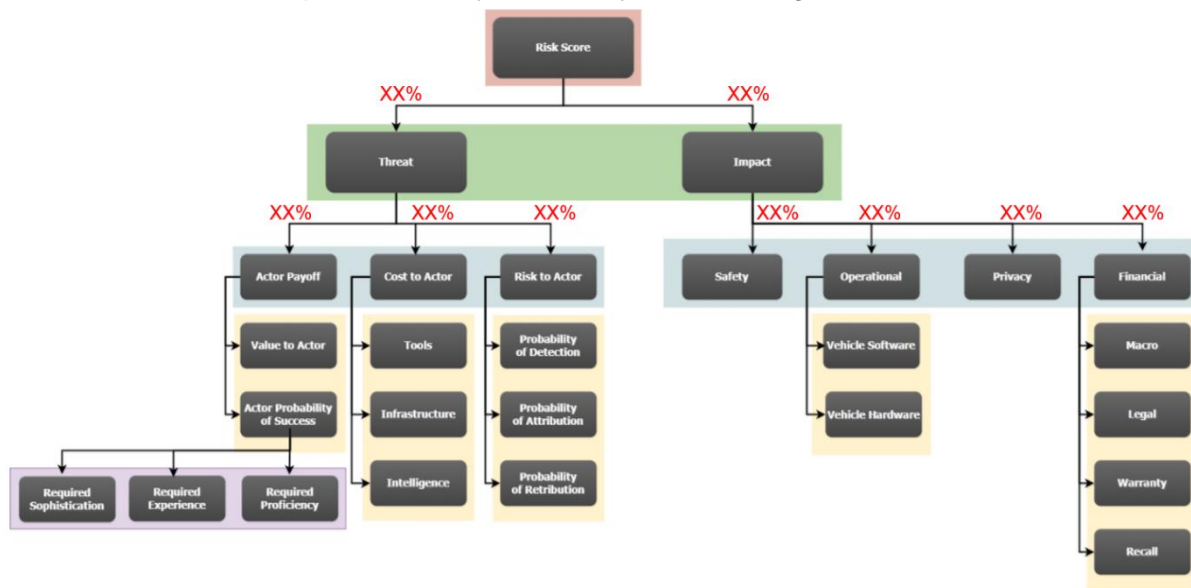 Risk Score
XX%
XX%
Threat
Impact
XX%
XX%
XX%
XX%
XX%
XX%
XX%
Actor Payoff
Cost to Actor
Risk to Actor
Safety
Operational
Privacy
Financial
Value to Actor
Tools
Probability
of Detection
Vehicle Software
Macro
Actor Probability
of Success
Infrastructure
Probability
of Attribution
Vehicle Hardware
Legal
Required
Sophistication
Required
Experience
Required
Proficiency
Intelligence
Probability
of Retribution
Warranty
Recall